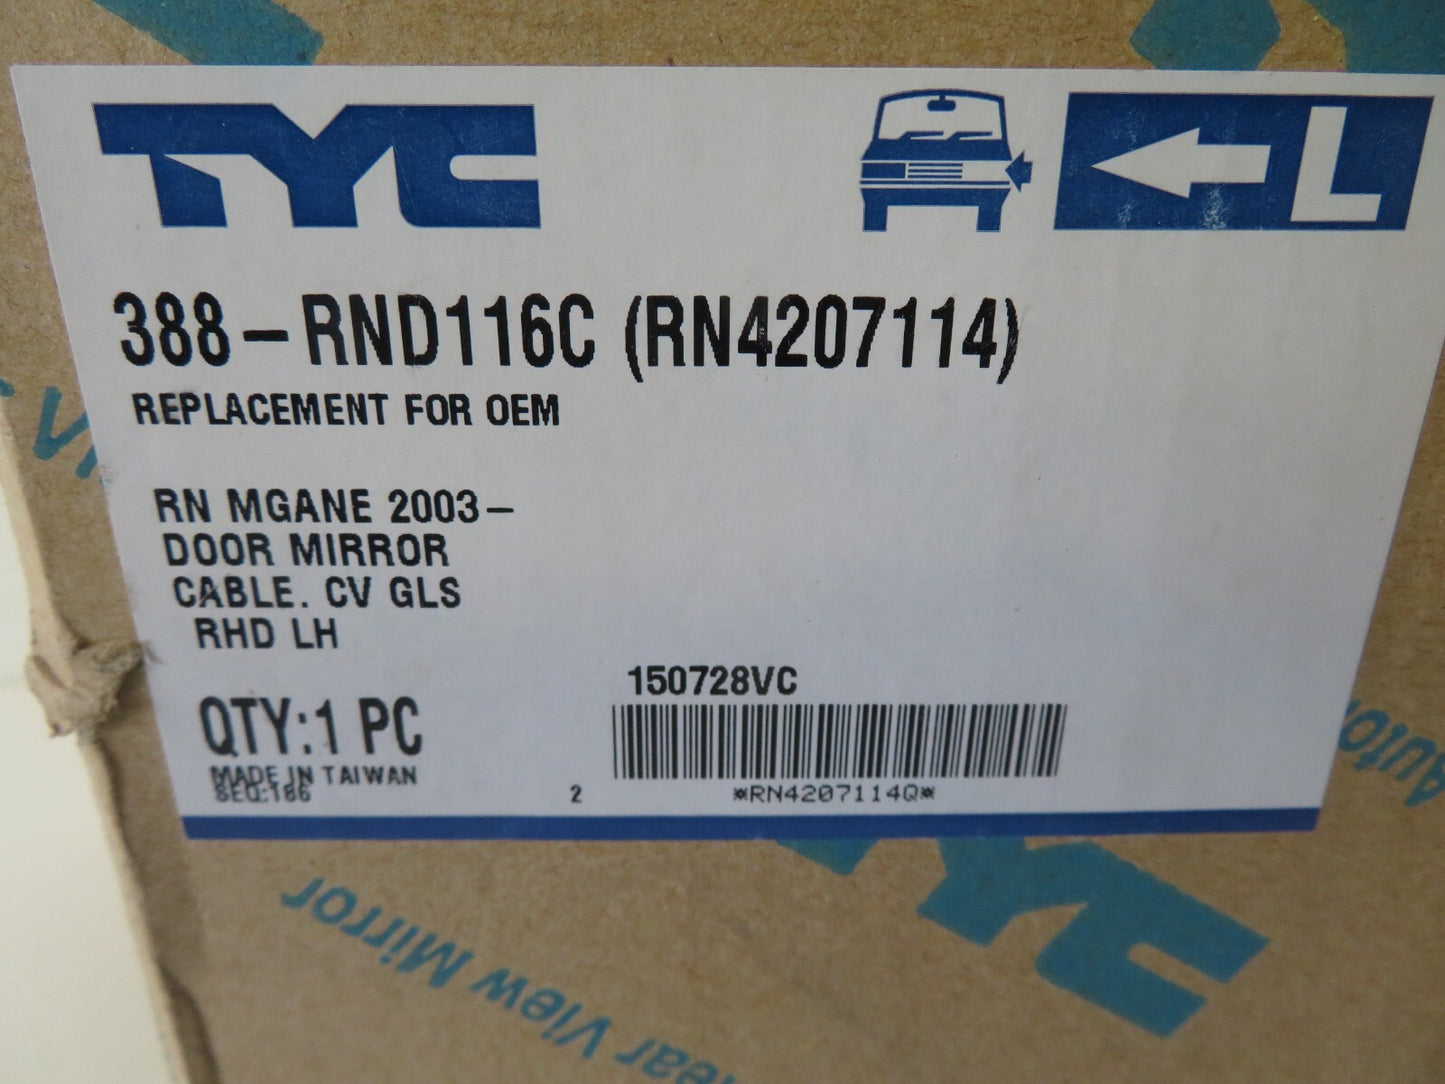 TYC
L
388-RND116C (RN4207114)
REPLACEMENT FOR OEM
RN MGANE 2003-
DOOR MIRROR
CABLE. CV GLS
RHD LH
150728VC
QTY:1 PC
MADE IN TAIWAN
SEQ:186
2
*RN4207114Q*
TYC
Rear View Mirror